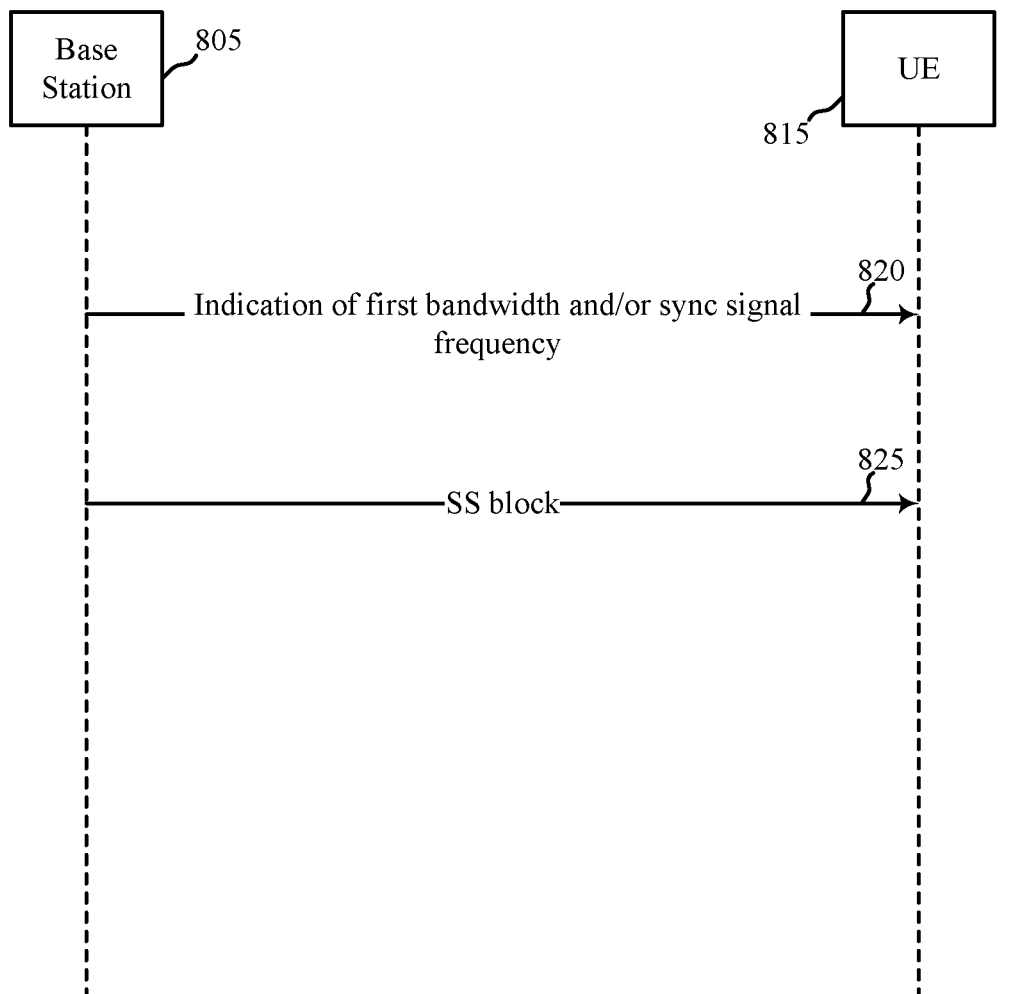 Base
Station
805
UE
815
820
Indication of first bandwidth and/or sync signal
frequency
825
SS block